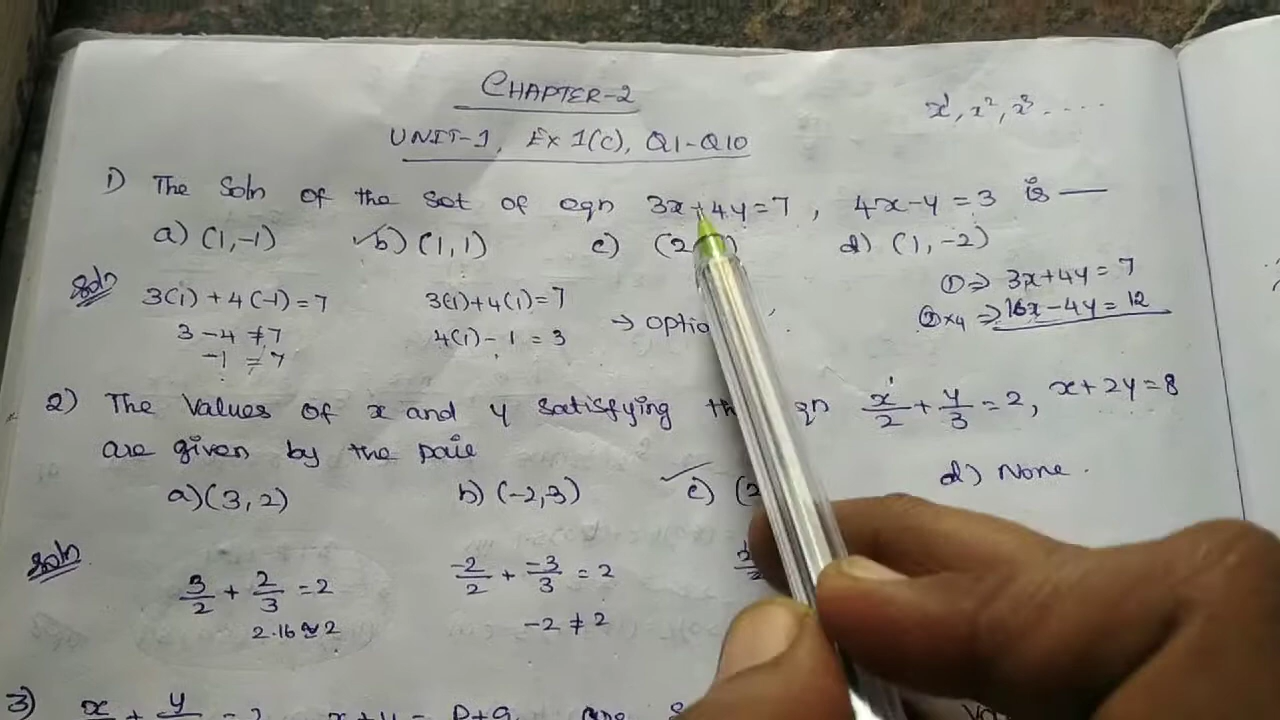 CHAPTER-2
x¹, x², x³ . . . .
UNIT-1, Ex 1(c), Q1-Q10
1) The Soln of the Set of eqn 3x+4y=7, 4x-y=3 is —
a) (1,-1) b) (1,1) c) (2 d) (1,-2)
Soln
3(1)+4(-1)=7 3(1)+4(1)=7 ①⇒ 3x+4y=7
3-4≠7 4(1)-1=3 → ②×4 ⇒ 16x-4y=12
-1≠7
2) The Values of x and y satisfying x/2 + y/3 = 2, x+2y=8
are given by the pair
a) (3,2) b) (-2,3) c) (2 d) None.
Soln
3/2 + 2/3 = 2 -2/2 + -3/3 = 2
2.16≈2 -2≠2
3) x + y = 2